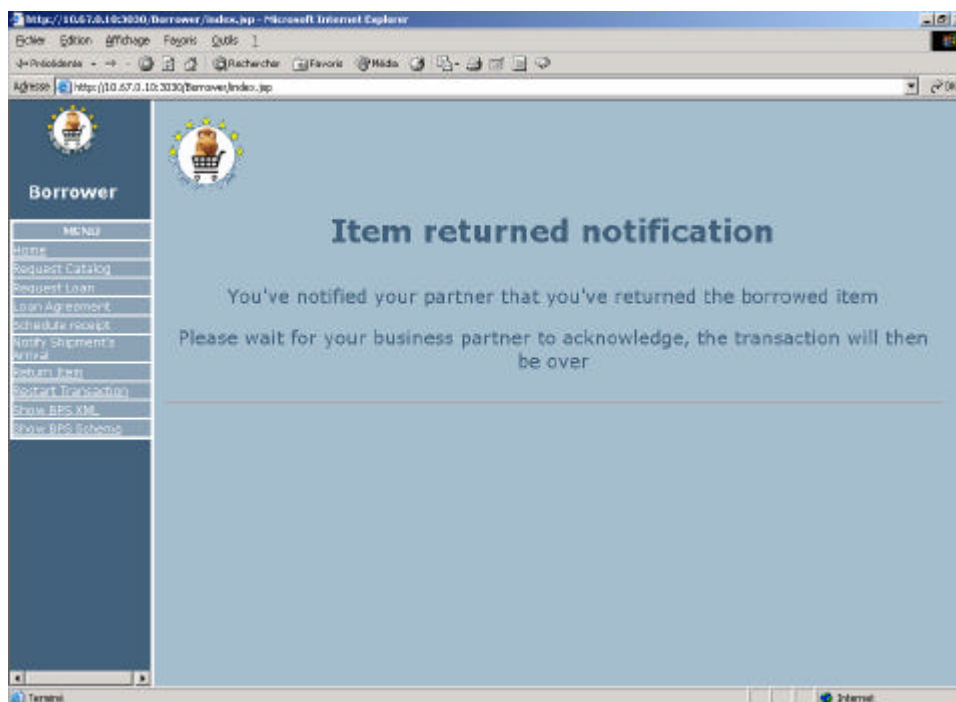 http://10.67.0.10:3030/Borrower/index.jsp - Microsoft Internet Explorer
Fichier Edition Affichage Favoris Outils ?
Précédente Rechercher Favoris Média
Adresse http://10.67.0.10:3030/Borrower/index.jsp OK
Borrower
MENU
Home
Request Catalog
Request Loan
Loan Agreement
Schedule receipt
Notify Shipment's
Arrival
Return Item
Restart Transaction
Show BPS XML
Show BPS Schema
Item returned notification
You've notified your partner that you've returned the borrowed item
Please wait for your business partner to acknowledge, the transaction will then
be over
Terminé
Internet